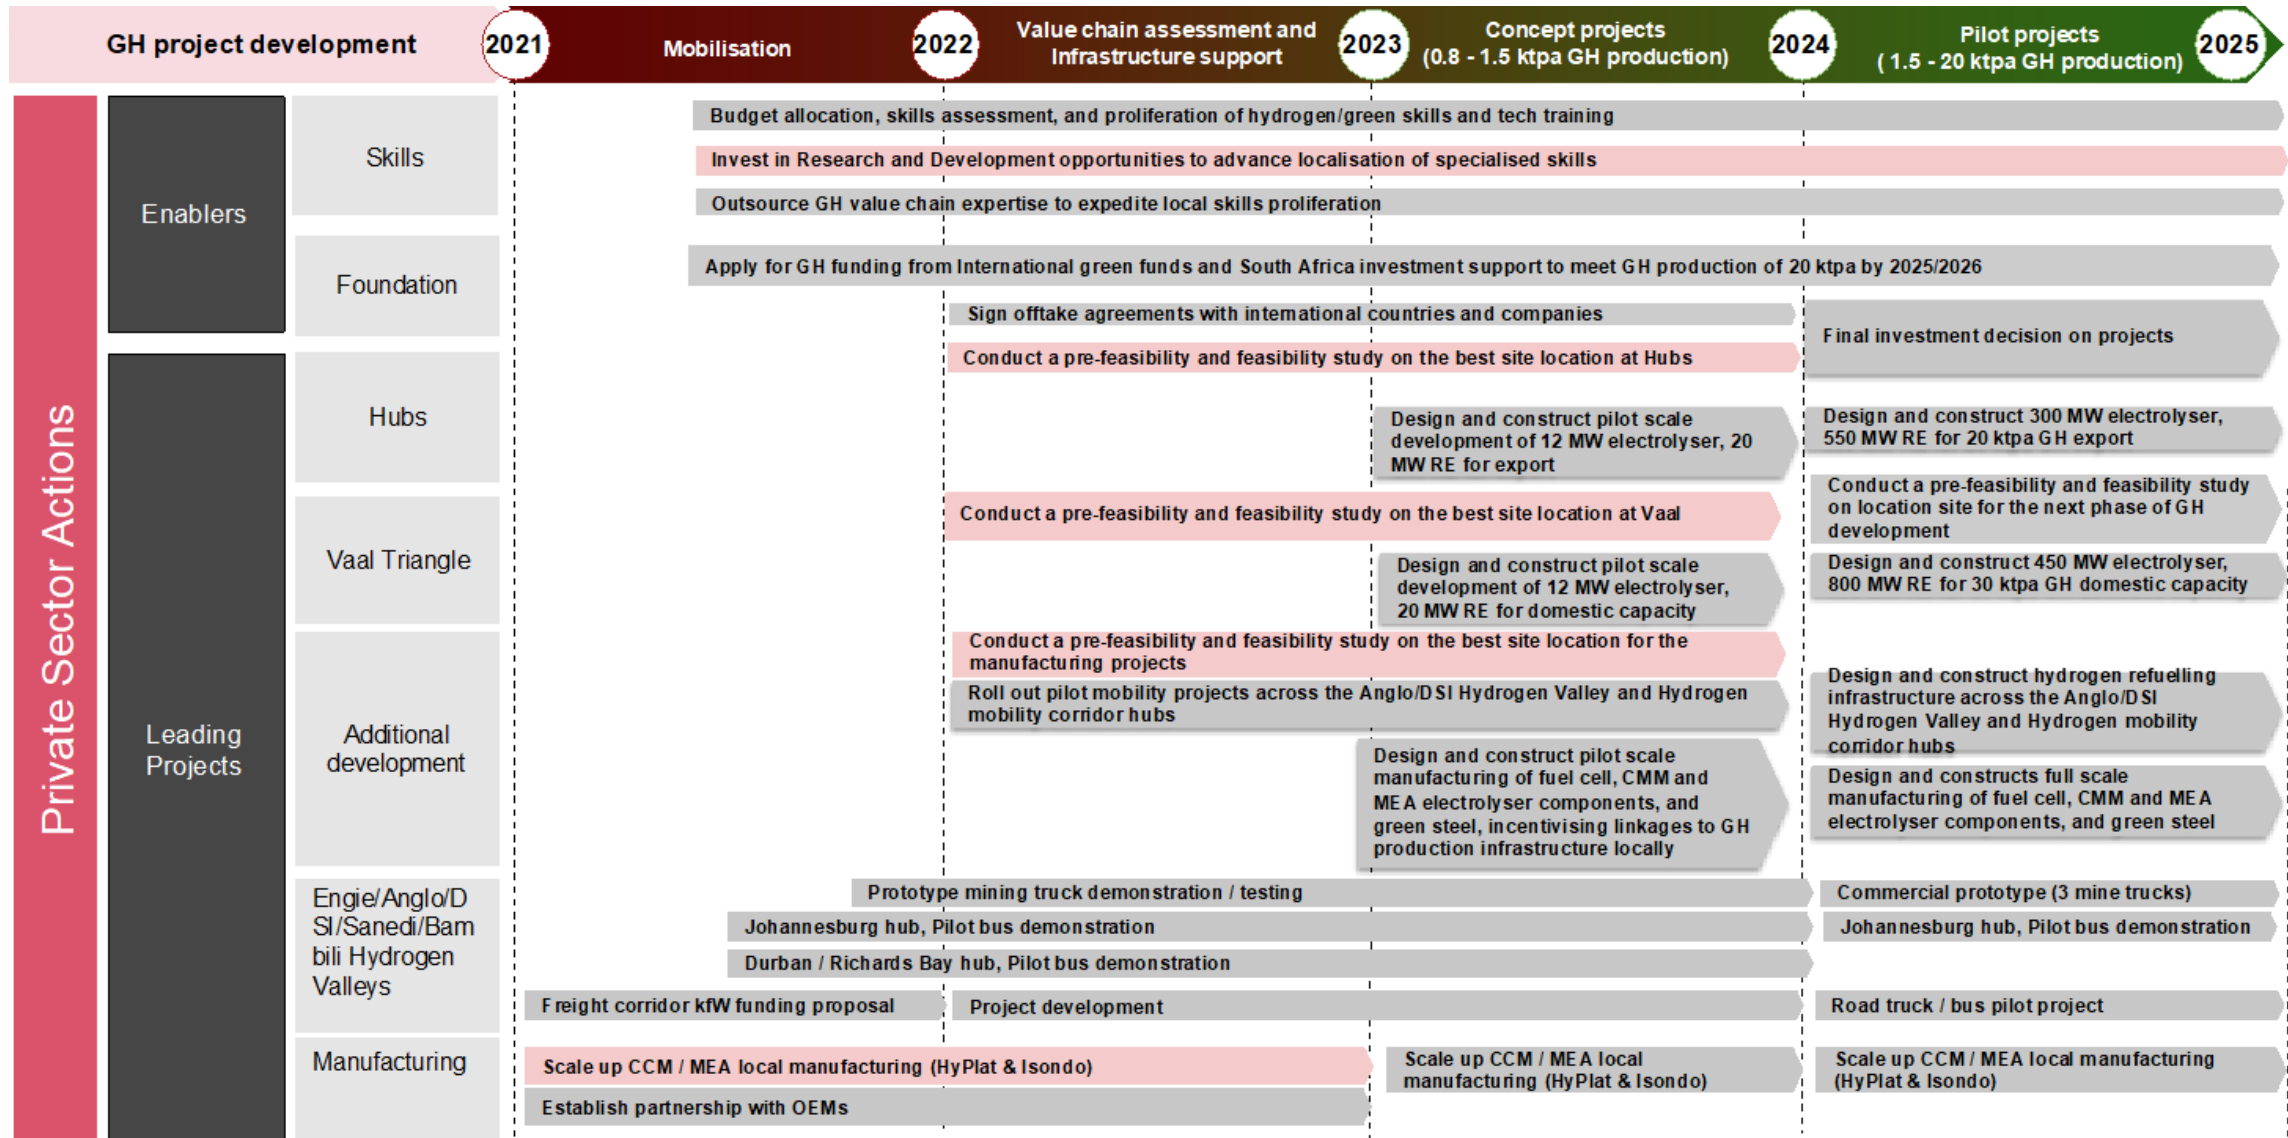 GH project development
2021
Mobilisation
2022
Value chain assessment and
Infrastructure support
2023
Concept projects
(0.8 - 1.5 ktpa GH production)
2024
Pilot projects
( 1.5 - 20 ktpa GH production)
2025
Private Sector Actions
Enablers
Skills
Budget allocation, skills assessment, and proliferation of hydrogen/green skills and tech training
Invest in Research and Development opportunities to advance localisation of specialised skills
Outsource GH value chain expertise to expedite local skills proliferation
Foundation
Apply for GH funding from International green funds and South Africa investment support to meet GH production of 20 ktpa by 2025/2026
Sign offtake agreements with international countries and companies
Final investment decision on projects
Leading
Projects
Hubs
Conduct a pre-feasibility and feasibility study on the best site location at Hubs
Design and construct pilot scale
development of 12 MW electrolyser, 20
MW RE for export
Design and construct 300 MW electrolyser,
550 MW RE for 20 ktpa GH export
Vaal Triangle
Conduct a pre-feasibility and feasibility study on the best site location at Vaal
Conduct a pre-feasibility and feasibility study
on location site for the next phase of GH
development
Design and construct pilot scale
development of 12 MW electrolyser,
20 MW RE for domestic capacity
Design and construct 450 MW electrolyser,
800 MW RE for 30 ktpa GH domestic capacity
Additional
development
Conduct a pre-feasibility and feasibility study on the best site location for the
manufacturing projects
Roll out pilot mobility projects across the Anglo/DSI Hydrogen Valley and Hydrogen
mobility corridor hubs
Design and construct hydrogen refuelling
infrastructure across the Anglo/DSI
Hydrogen Valley and Hydrogen mobility
corridor hubs
Design and construct pilot scale
manufacturing of fuel cell, CMM and
MEA electrolyser components, and
green steel, incentivising linkages to GH
production infrastructure locally
Design and constructs full scale
manufacturing of fuel cell, CMM and MEA
electrolyser components, and green steel
Engie/Anglo/D
SI/Sanedi/Bam
bili Hydrogen
Valleys
Prototype mining truck demonstration / testing
Commercial prototype (3 mine trucks)
Johannesburg hub, Pilot bus demonstration
Johannesburg hub, Pilot bus demonstration
Durban / Richards Bay hub, Pilot bus demonstration
Freight corridor kfW funding proposal
Project development
Road truck / bus pilot project
Manufacturing
Scale up CCM / MEA local manufacturing (HyPlat & Isondo)
Scale up CCM / MEA local
manufacturing (HyPlat & Isondo)
Scale up CCM / MEA local manufacturing
(HyPlat & Isondo)
Establish partnership with OEMs